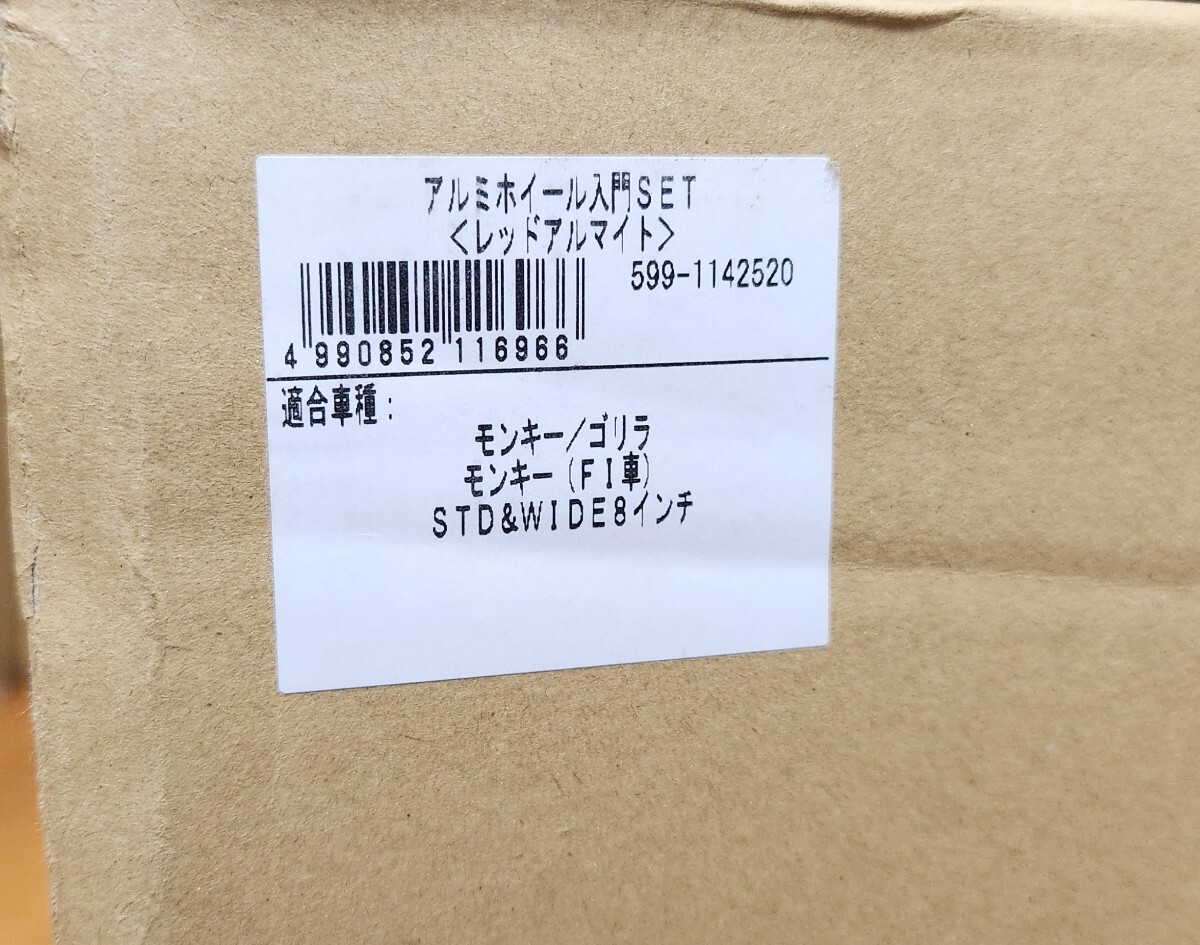 アルミホイール入門SET
<レッドアルマイト>
599-1142520
4 990852 116966
適合車種:
モンキー/ゴリラ
モンキー(FI車)
STD&WIDE8インチ